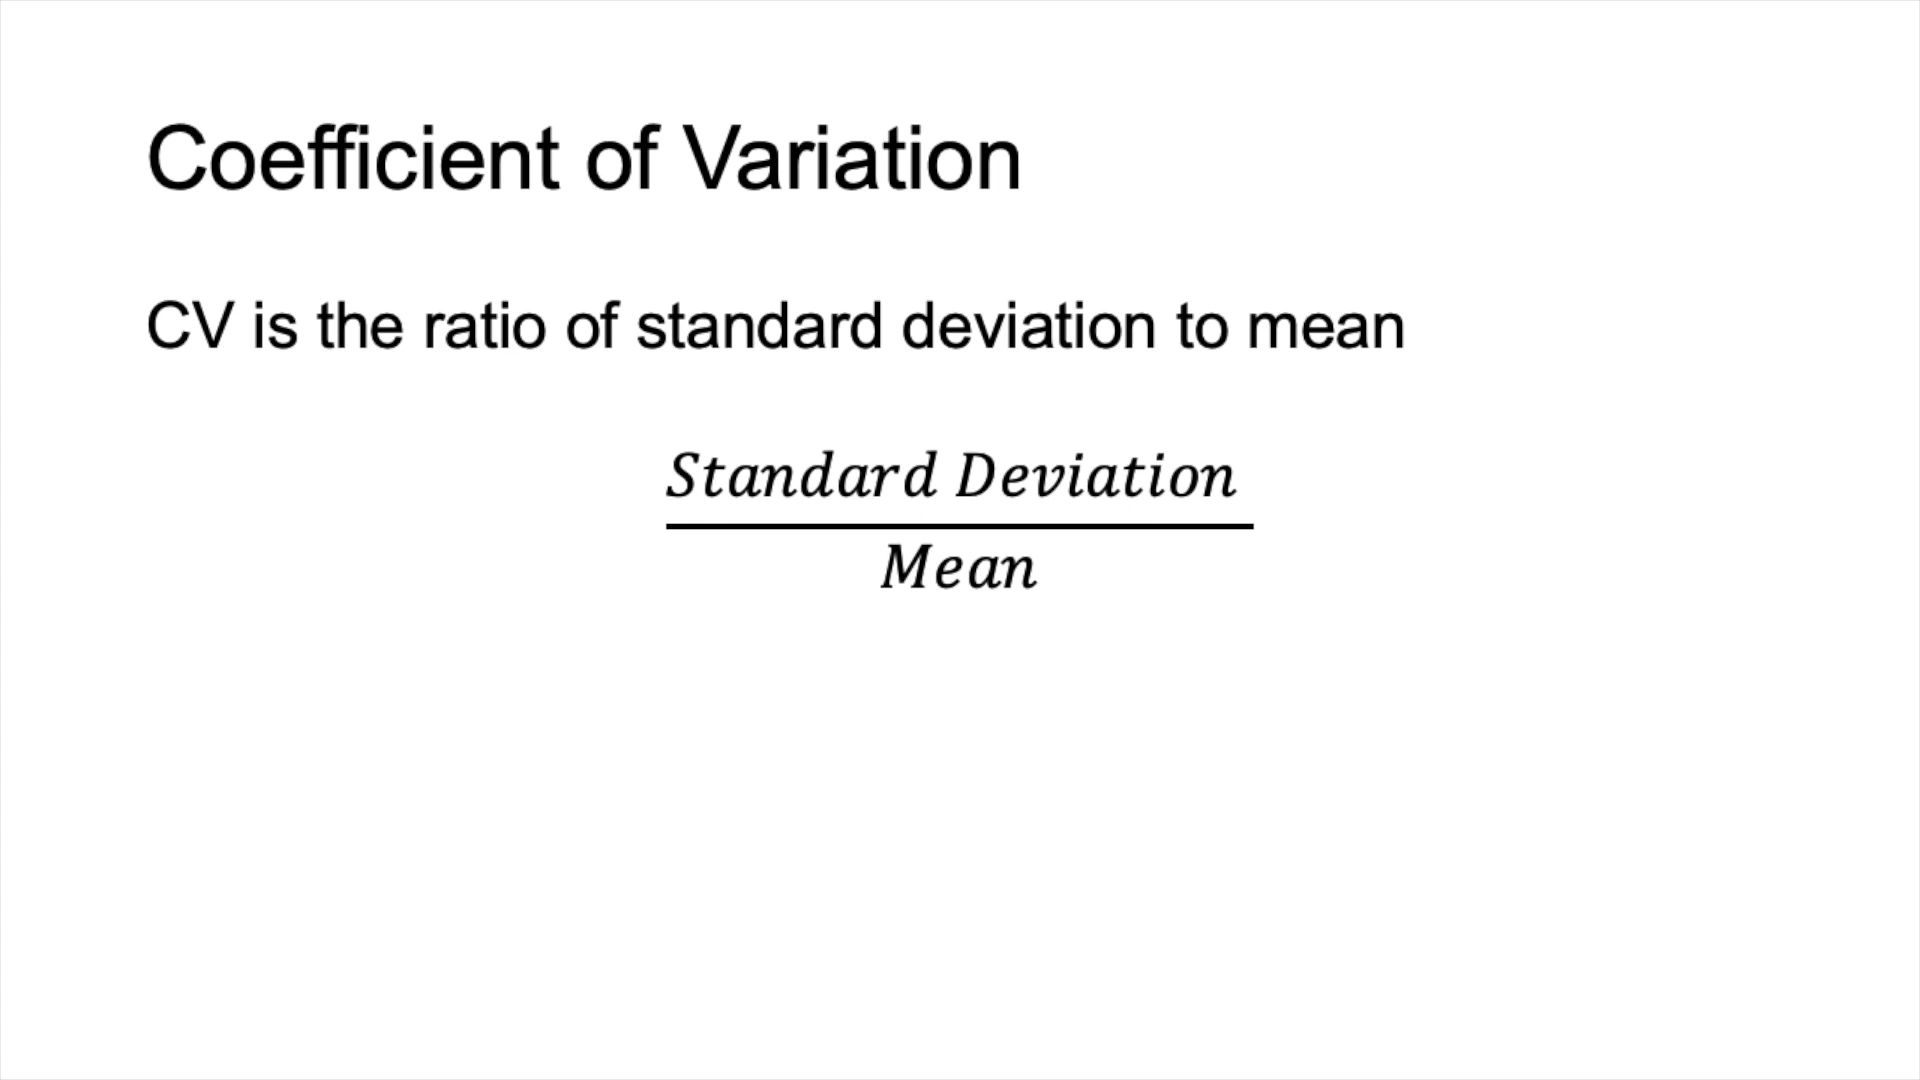 Coefficient of Variation
CV is the ratio of standard deviation to mean
Standard Deviation
Mean